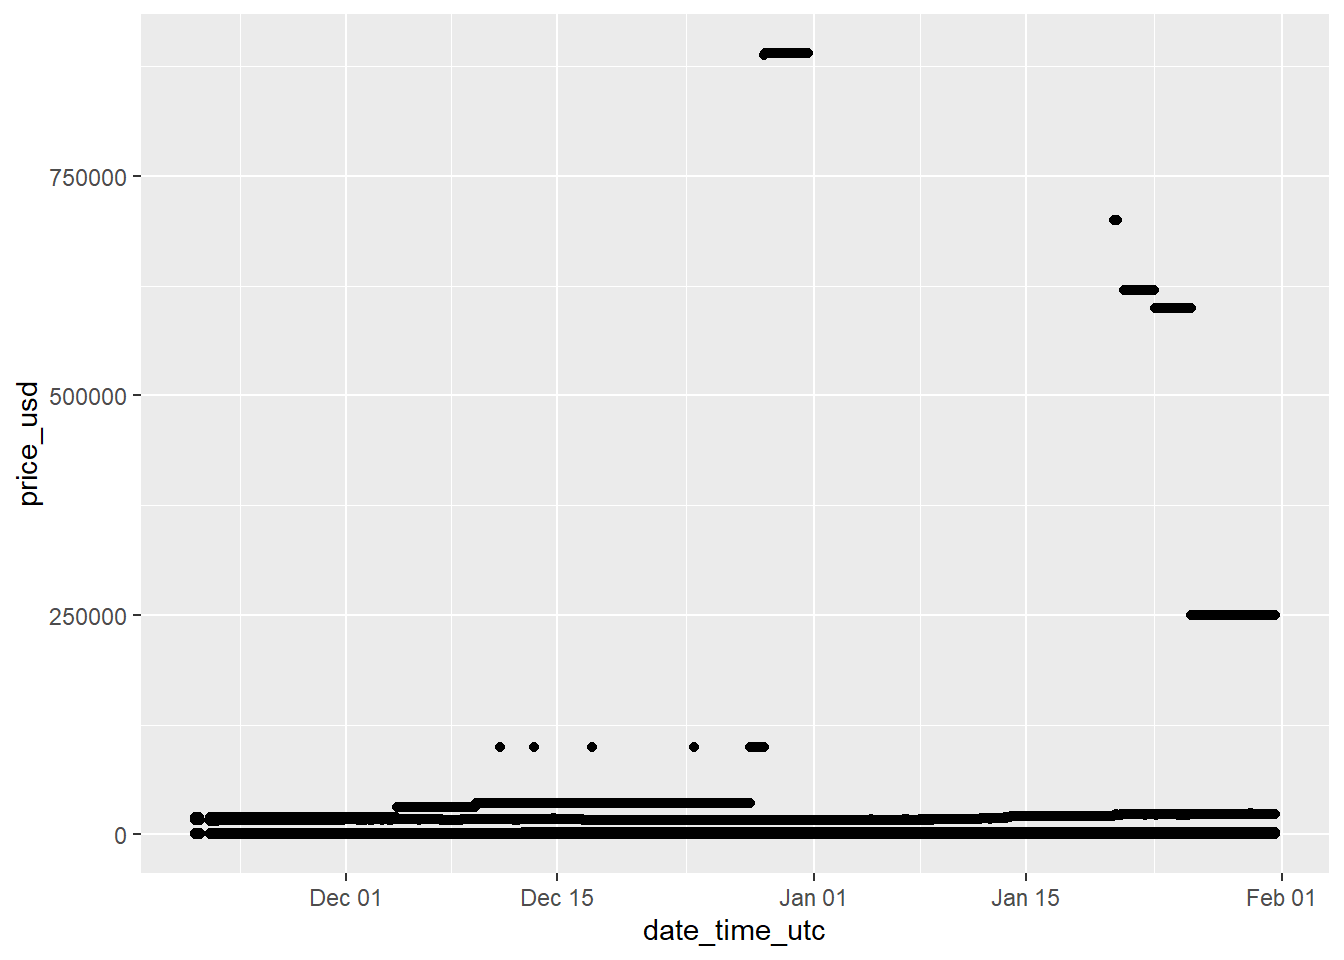 750000
500000
250000
0
price_usd
Dec 01
Dec 15
Jan 01
Jan 15
Feb 01
date_time_utc